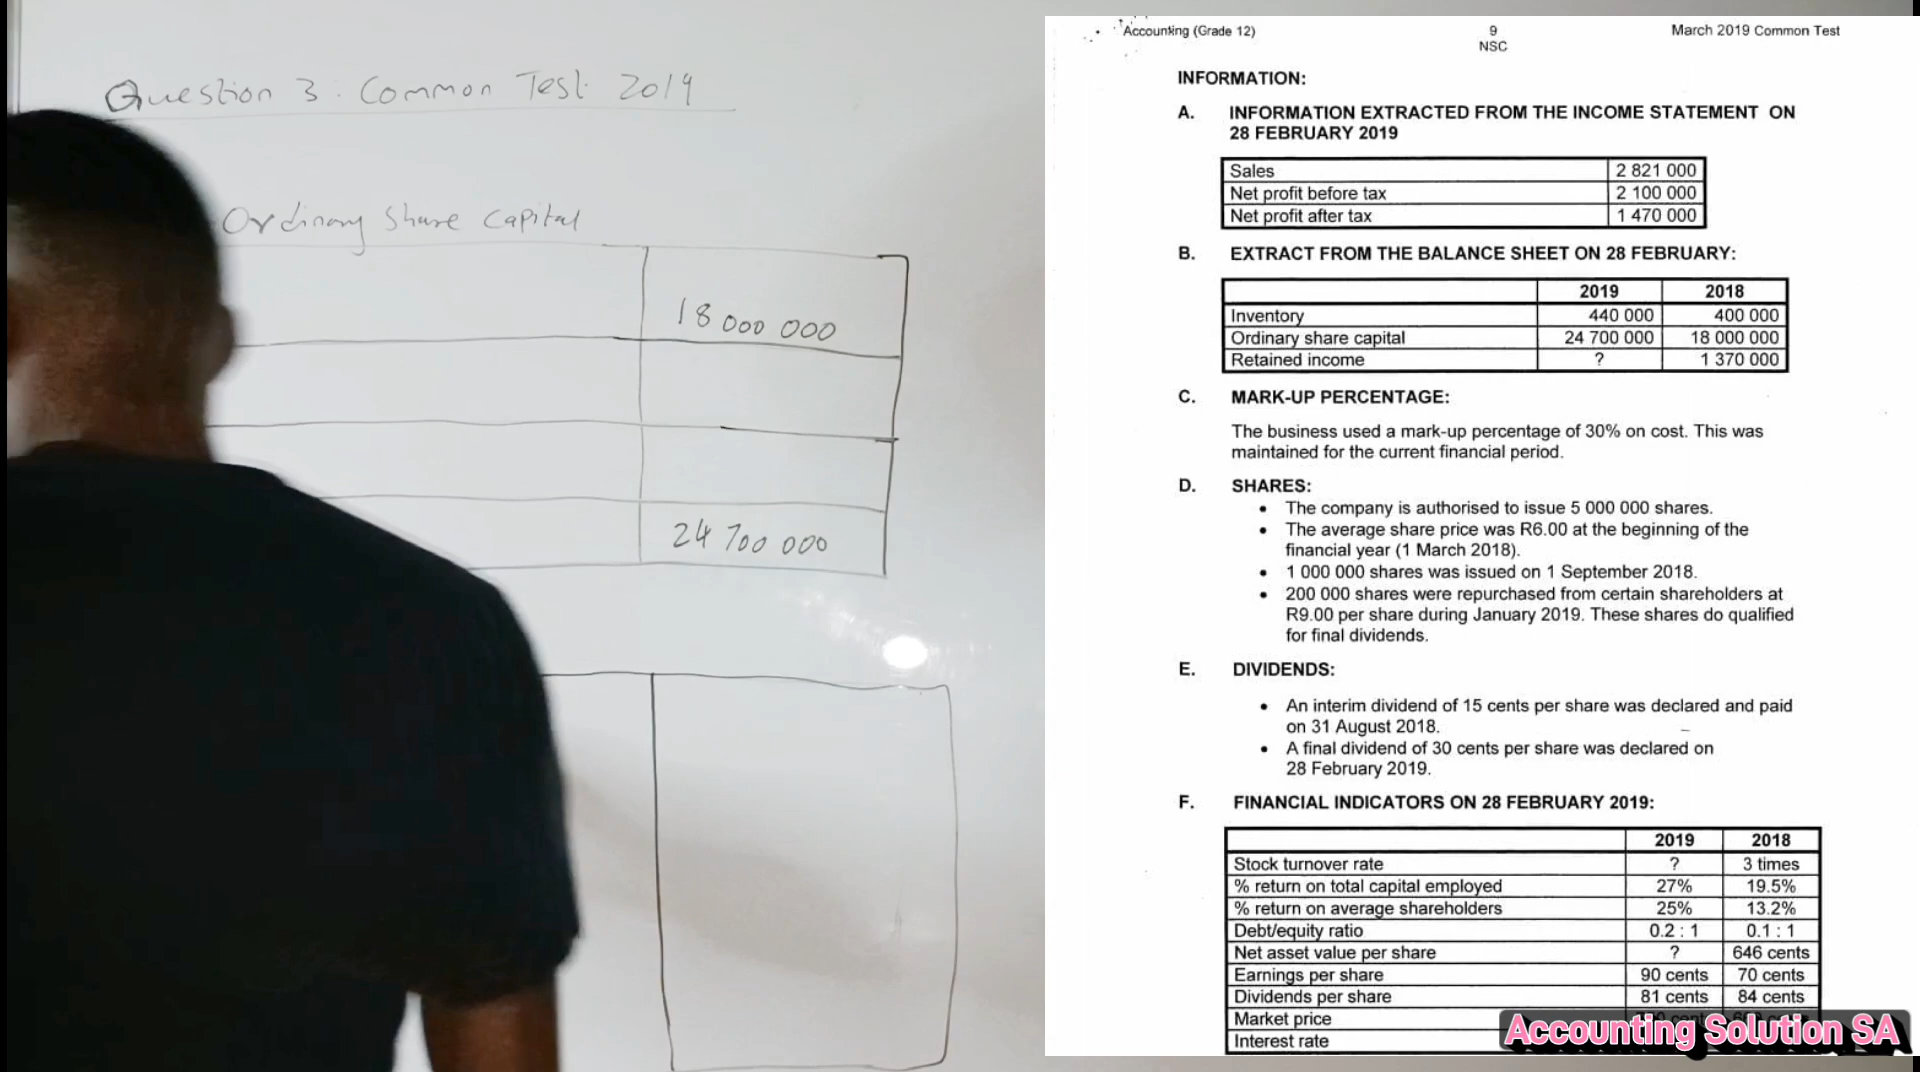 Question 3 : Common Test 2019
Ordinary Share Capital
18 000 000
24 700 000
Accounting (Grade 12)
9
NSC
March 2019 Common Test
INFORMATION:
A. INFORMATION EXTRACTED FROM THE INCOME STATEMENT ON
28 FEBRUARY 2019
Sales 2 821 000
Net profit before tax 2 100 000
Net profit after tax 1 470 000
B. EXTRACT FROM THE BALANCE SHEET ON 28 FEBRUARY:
2019 2018
Inventory 440 000 400 000
Ordinary share capital 24 700 000 18 000 000
Retained income ? 1 370 000
C. MARK-UP PERCENTAGE:
The business used a mark-up percentage of 30% on cost. This was
maintained for the current financial period.
D. SHARES:
• The company is authorised to issue 5 000 000 shares.
• The average share price was R6.00 at the beginning of the
financial year (1 March 2018).
• 1 000 000 shares was issued on 1 September 2018.
• 200 000 shares were repurchased from certain shareholders at
R9.00 per share during January 2019. These shares do qualified
for final dividends.
E. DIVIDENDS:
• An interim dividend of 15 cents per share was declared and paid
on 31 August 2018.
• A final dividend of 30 cents per share was declared on
28 February 2019.
F. FINANCIAL INDICATORS ON 28 FEBRUARY 2019:
2019 2018
Stock turnover rate ? 3 times
% return on total capital employed 27% 19.5%
% return on average shareholders 25% 13.2%
Debt/equity ratio 0.2 : 1 0.1 : 1
Net asset value per share ? 646 cents
Earnings per share 90 cents 70 cents
Dividends per share 81 cents 84 cents
Market price
Interest rate
Accounting Solution SA